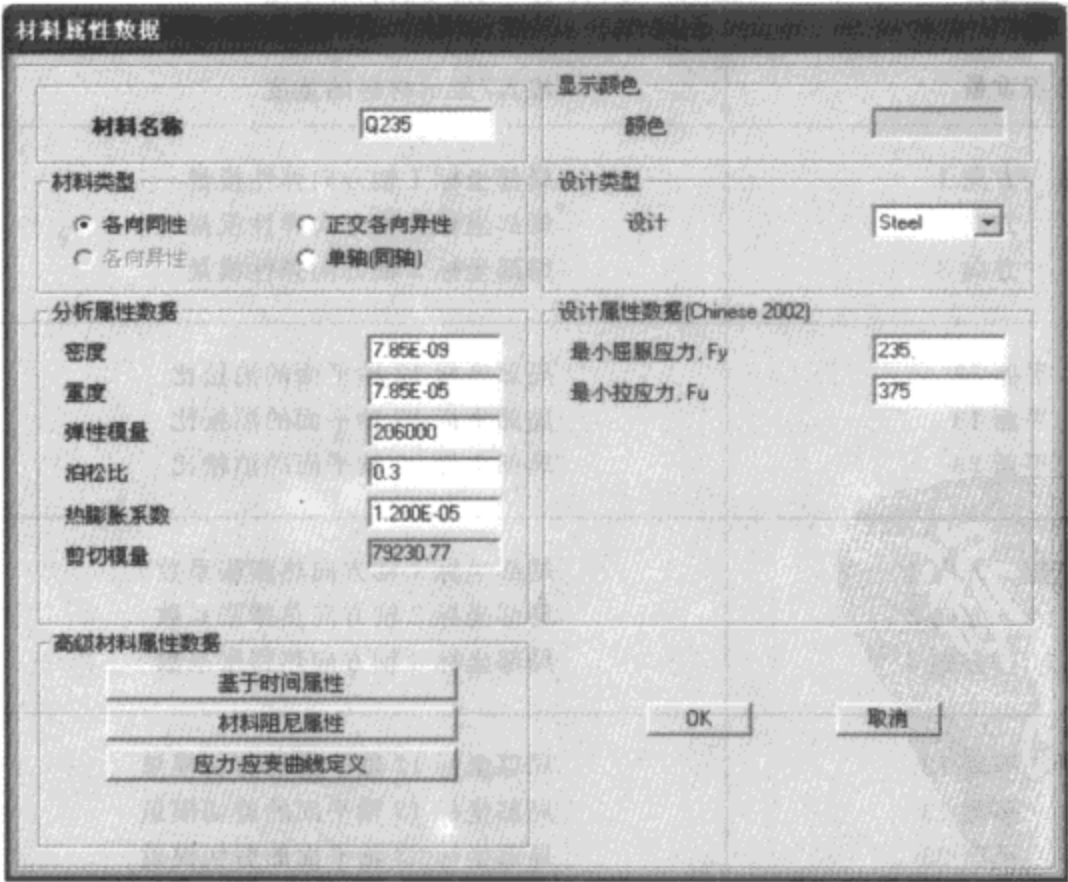 材料属性数据
材料名称
Q235
显示颜色
颜色
材料类型
各向同性
正交各向异性
各向异性
单轴(同轴)
设计类型
设计
Steel
分析属性数据
密度
7.85E-09
重度
7.85E-05
弹性模量
206000
泊松比
0.3
热膨胀系数
1.200E-05
剪切模量
79230.77
设计属性数据(Chinese 2002)
最小屈服应力, Fy
235.
最小拉应力, Fu
375
高级材料属性数据
基于时间属性
材料阻尼属性
应力-应变曲线定义
OK
取消